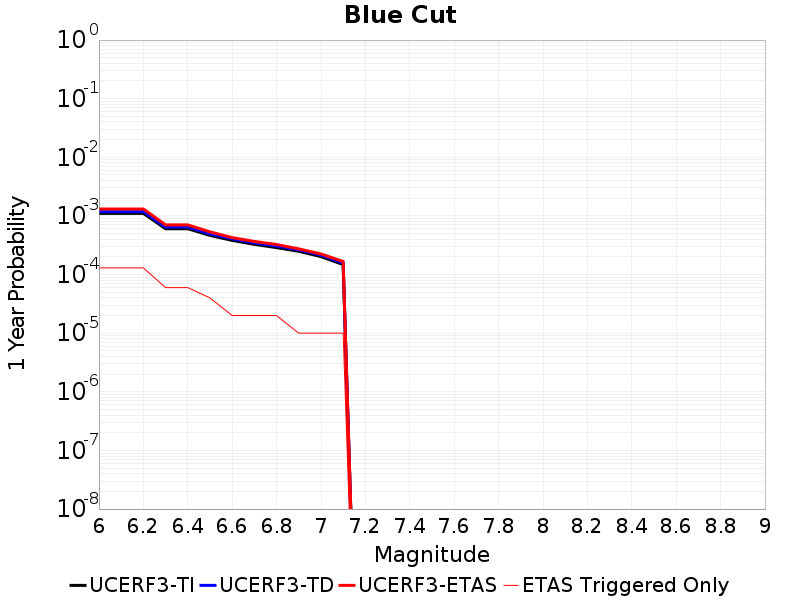 Blue Cut
10^0
10^-1
10^-2
10^-3
10^-4
10^-5
10^-6
10^-7
10^-8
1 Year Probability
6 6.2 6.4 6.6 6.8 7 7.2 7.4 7.6 7.8 8 8.2 8.4 8.6 8.8 9
Magnitude
UCERF3-TI UCERF3-TD UCERF3-ETAS ETAS Triggered Only